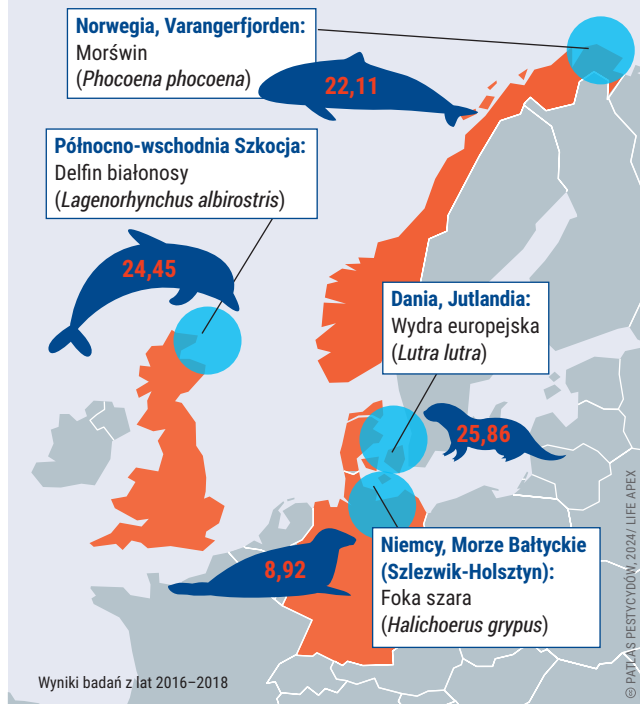 Norwegia, Varangerfjorden:
Morświn
(Phocoena phocoena)
22,11
Północno-wschodnia Szkocja:
Delfin białonosy
(Lagenorhynchus albirostris)
24,45
Dania, Jutlandia:
Wydra europejska
(Lutra lutra)
25,86
Niemcy, Morze Bałtyckie
(Szlezwik-Holsztyn):
Foka szara
(Halichoerus grypus)
8,92
Wyniki badań z lat 2016–2018
© PATLAS PESTYCYDÓW, 2024/ LIFE APEX